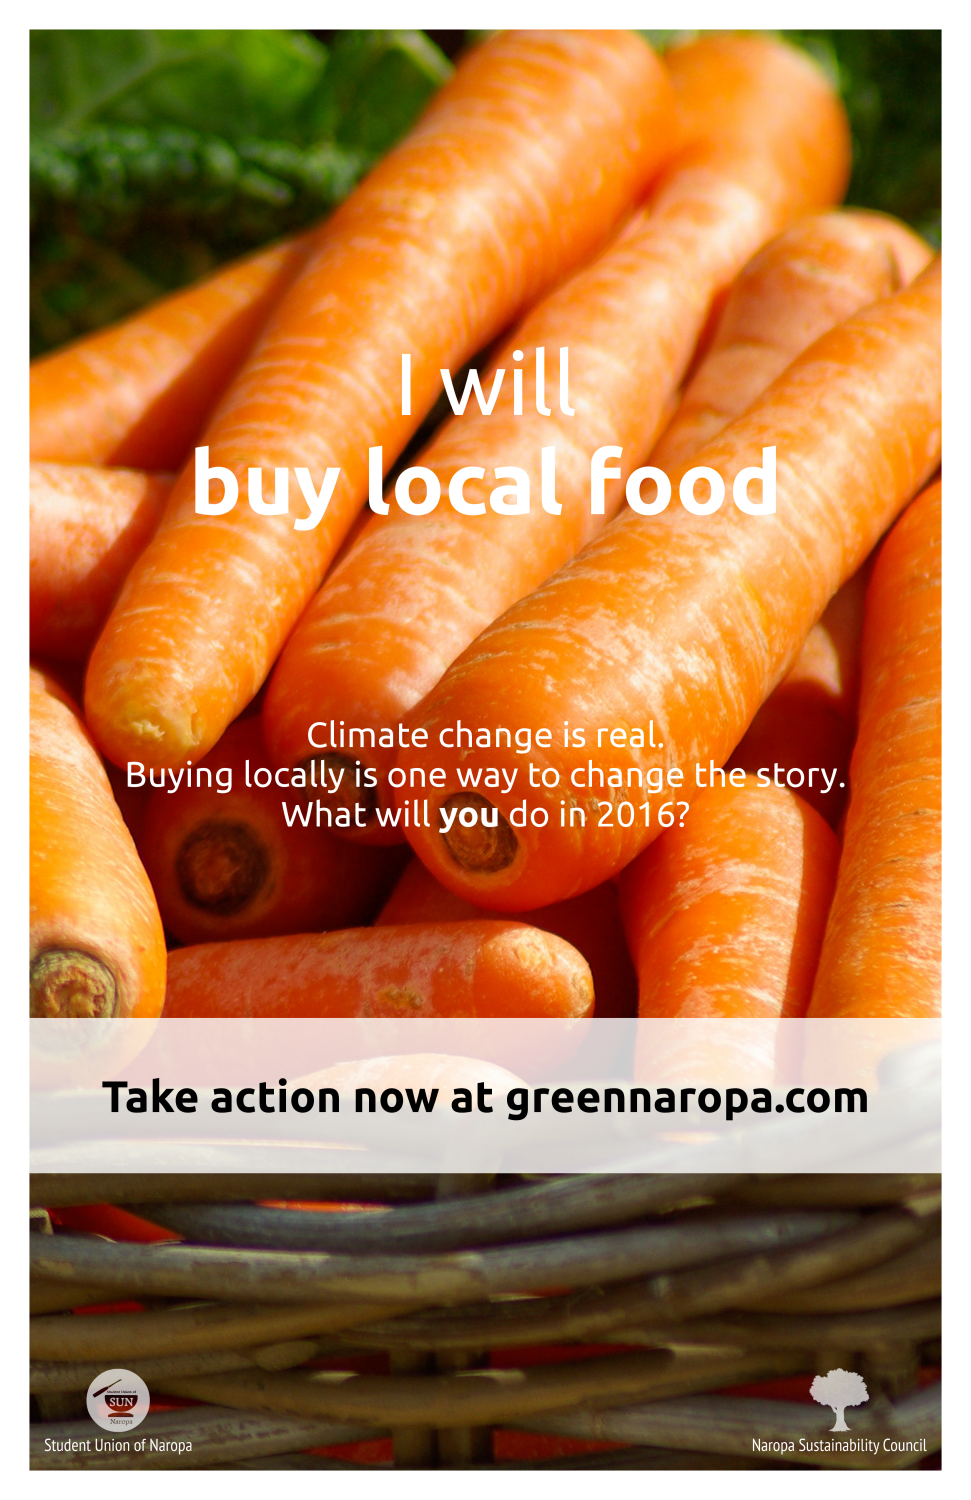 I will
buy local food
Climate change is real.
Buying locally is one way to change the story.
What will you do in 2016?
Take action now at greennaropa.com
Student Union of
SUN
Naropa
Student Union of Naropa
Naropa Sustainability Council